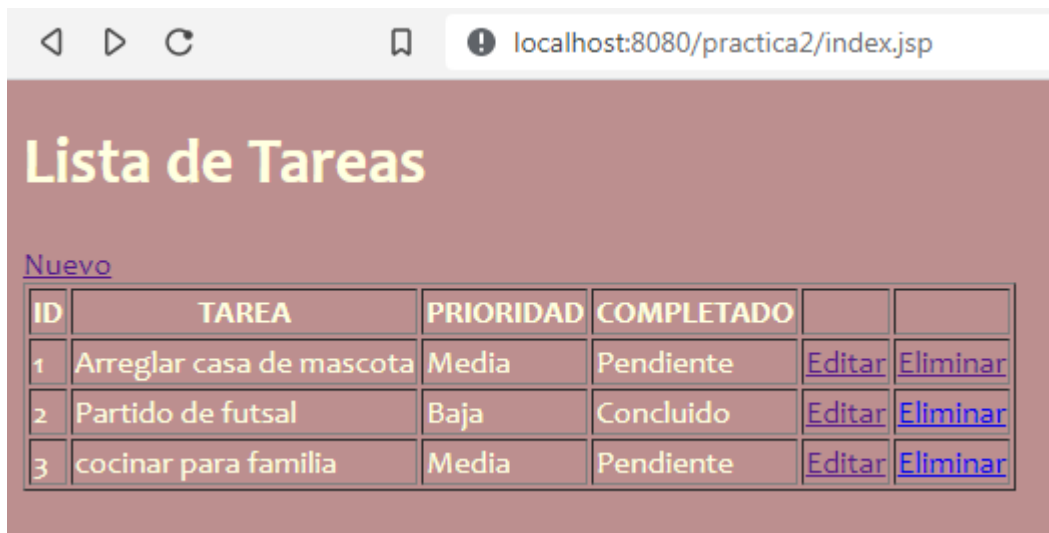 localhost:8080/practica2/index.jsp
Lista de Tareas
Nuevo
ID TAREA PRIORIDAD COMPLETADO
1 Arreglar casa de mascota Media Pendiente Editar Eliminar
2 Partido de futsal Baja Concluido Editar Eliminar
3 cocinar para familia Media Pendiente Editar Eliminar